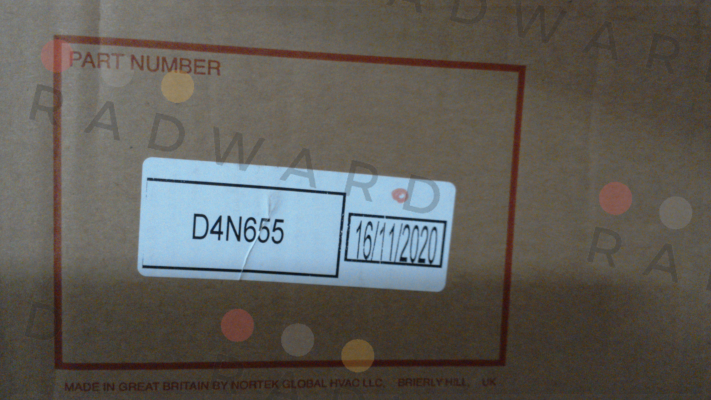 RADWARD
PART NUMBER
RADWARD
D4N655
16/11/2020
MADE IN GREAT BRITAIN BY NORTEK GLOBAL HVAC LLC, BRIERLY HILL, UK